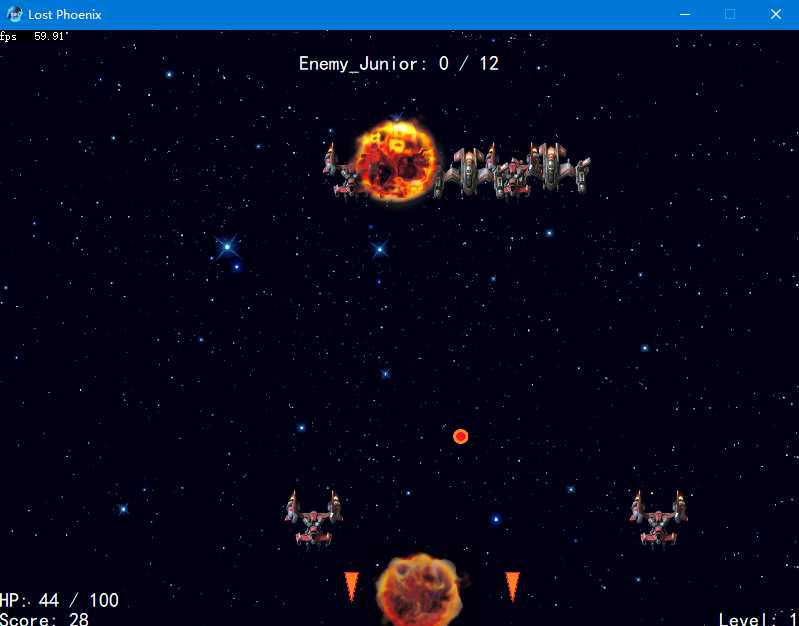 Lost Phoenix
fps 59.91
Enemy_Junior: 0 / 12
HP: 44 / 100
Score: 28
Level: 1